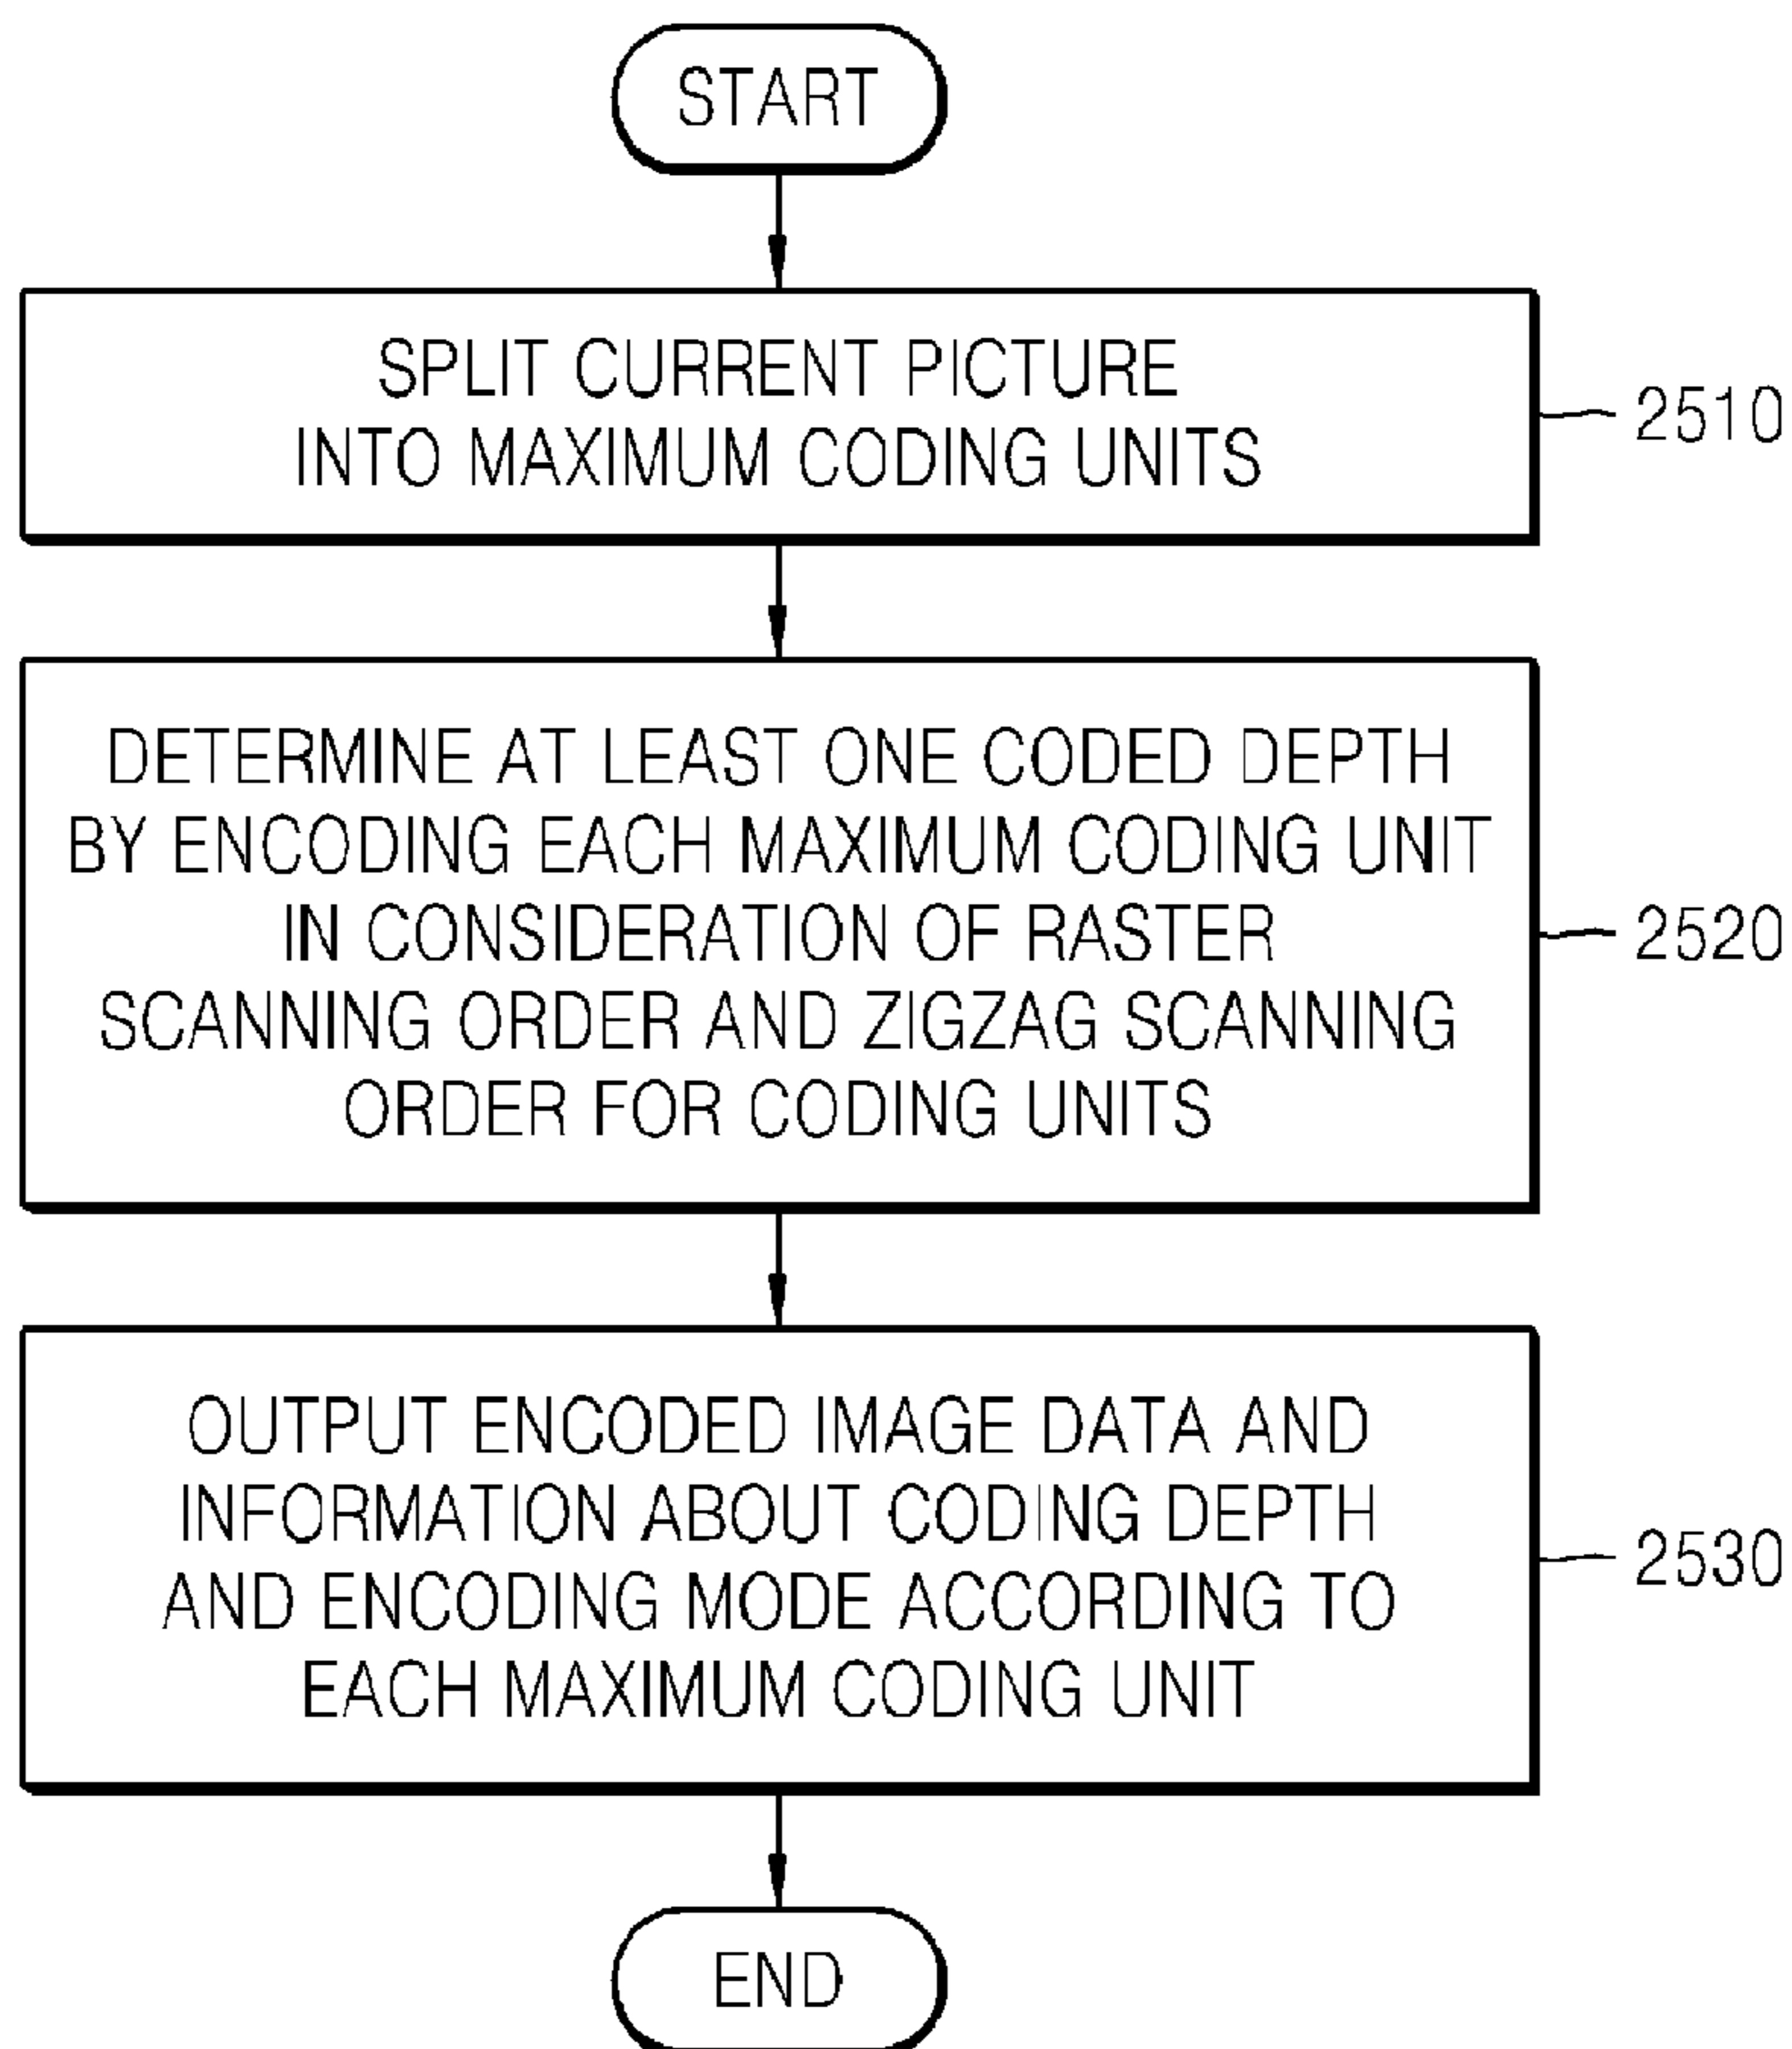 START
SPLIT CURRENT PICTURE
INTO MAXIMUM CODING UNITS
2510
DETERMINE AT LEAST ONE CODED DEPTH
BY ENCODING EACH MAXIMUM CODING UNIT
IN CONSIDERATION OF RASTER
SCANNING ORDER AND ZIGZAG SCANNING
ORDER FOR CODING UNITS
2520
OUTPUT ENCODED IMAGE DATA AND
INFORMATION ABOUT CODING DEPTH
AND ENCODING MODE ACCORDING TO
EACH MAXIMUM CODING UNIT
2530
END